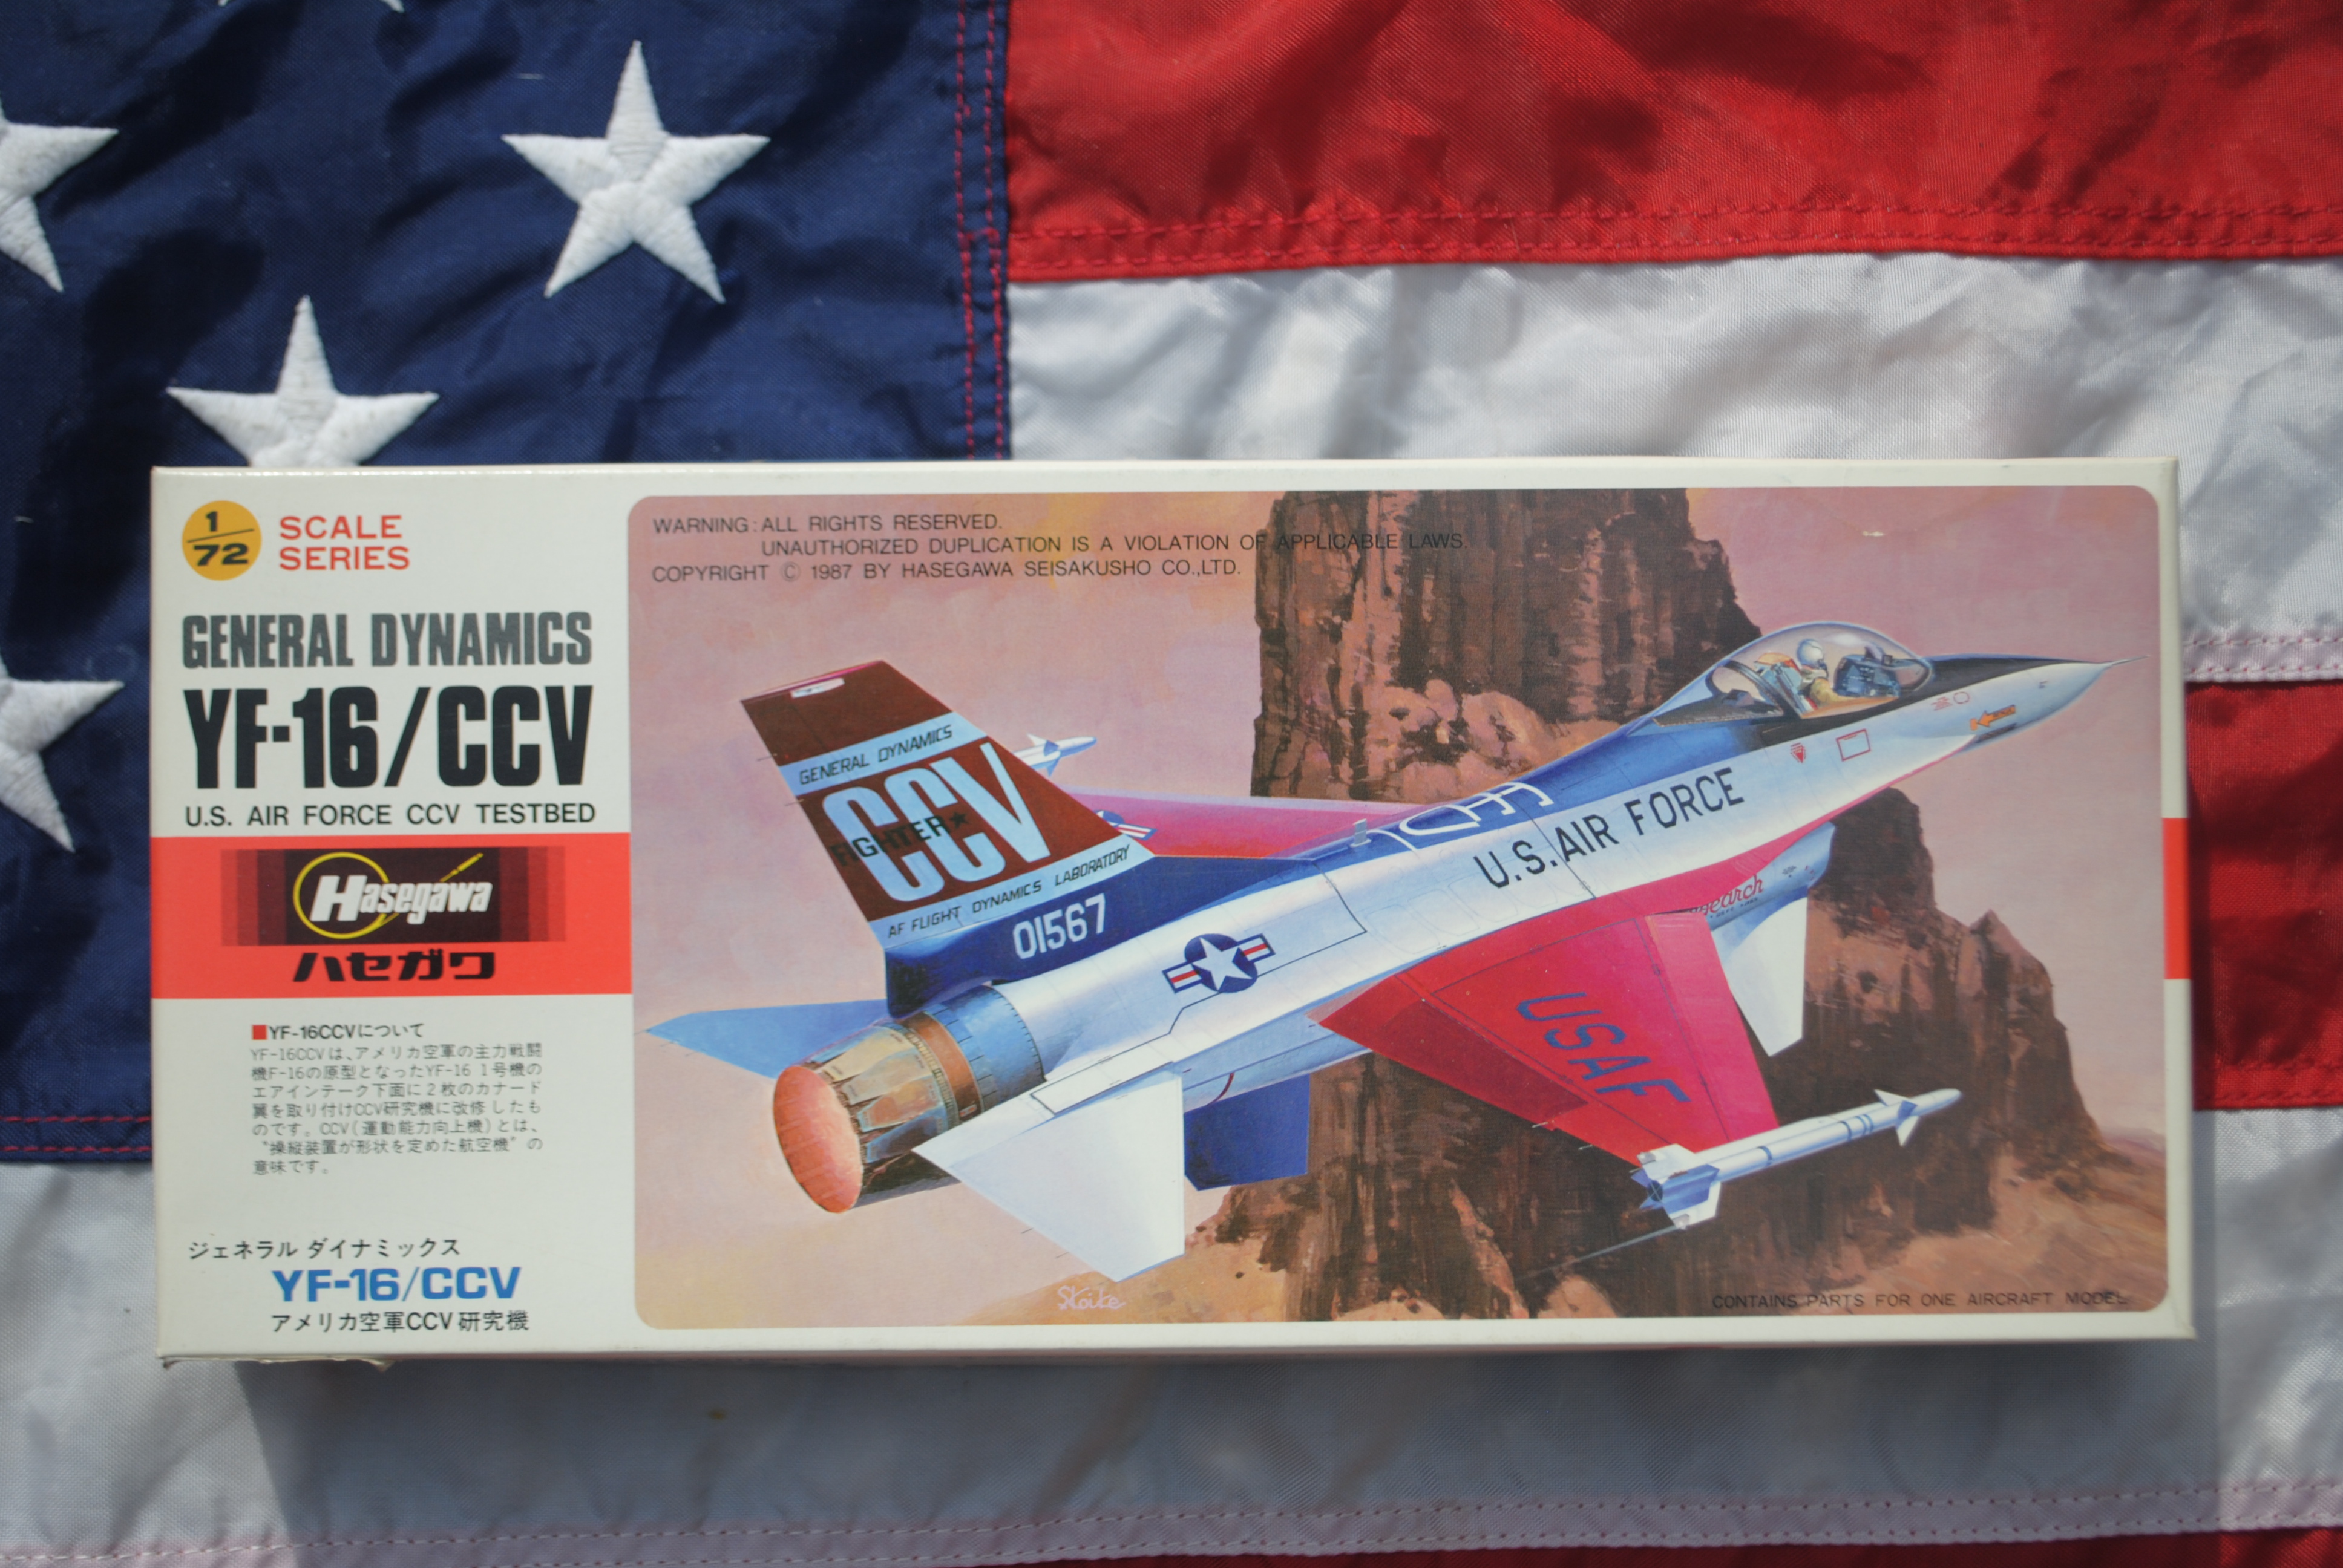 1/72
SCALE
SERIES
GENERAL DYNAMICS
YF-16/CCV
U.S. AIR FORCE CCV TESTBED
Hasegawa
ハセガワ
■YF-16CCVについて
YF-16CCVは、アメリカ空軍の主力戦闘
機F-16の原型となったYF-16 1号機の
エアインテーク下面に2枚のカナード
翼を取り付けCCV研究機に改修したも
のです。CCV(運動能力向上機)とは、
〝操縦装置が形状を定めた航空機〞の
意味です。
ジェネラル ダイナミックス
YF-16/CCV
アメリカ空軍CCV研究機
WARNING: ALL RIGHTS RESERVED.
UNAUTHORIZED DUPLICATION IS A VIOLATION OF APPLICABLE LAWS.
COPYRIGHT © 1987 BY HASEGAWA SEISAKUSHO CO.,LTD.
GENERAL DYNAMICS
CCV
FIGHTER★
AF FLIGHT DYNAMICS LABORATORY
01567
U.S. AIR FORCE
USAF
SKoike
CONTAINS PARTS FOR ONE AIRCRAFT MODEL